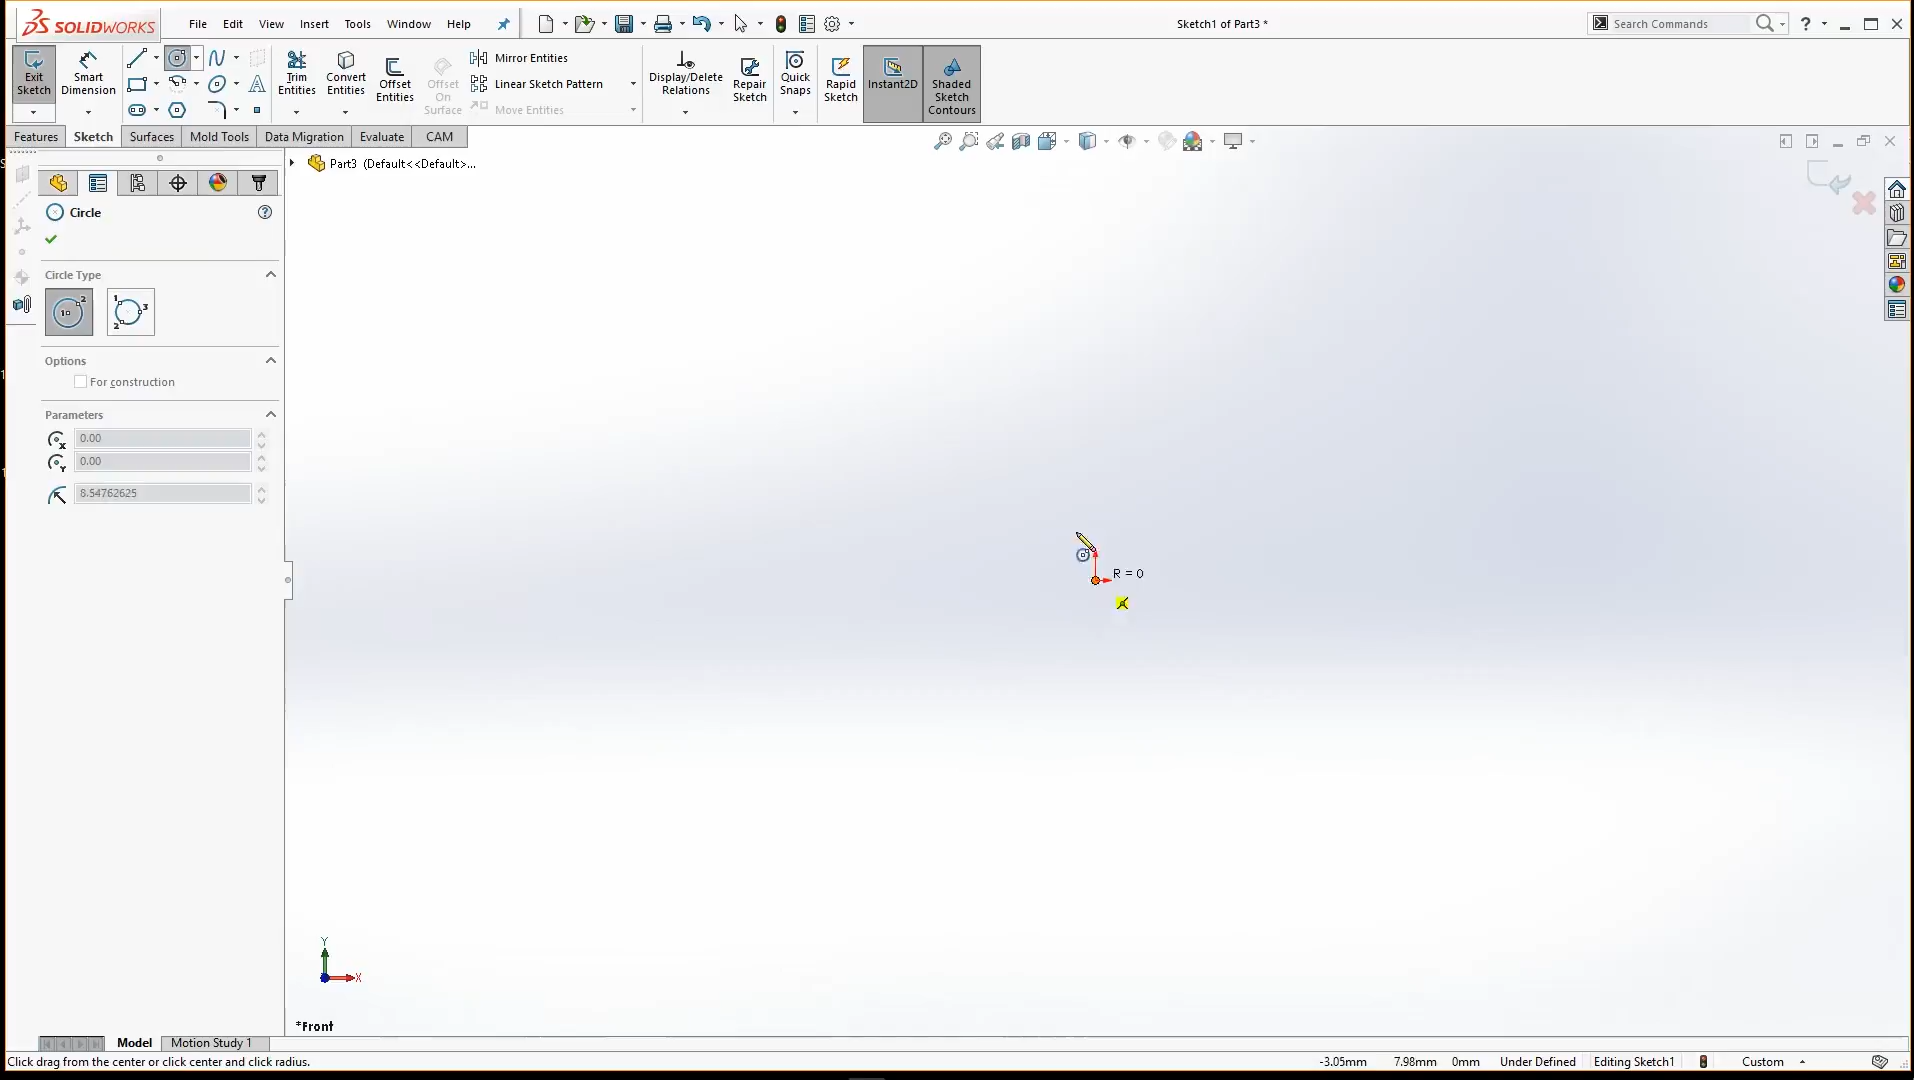 SOLIDWORKS
File Edit View Insert Tools Window Help
Sketch1 of Part3 *
Search Commands
?
Exit Sketch
Smart Dimension
Trim Entities
Convert Entities
Offset Entities
Offset On Surface
Mirror Entities
Linear Sketch Pattern
Move Entities
Display/Delete Relations
Repair Sketch
Quick Snaps
Rapid Sketch
Instant2D
Shaded Sketch Contours
Features Sketch Surfaces Mold Tools Data Migration Evaluate CAM
Part3 (Default<<Default>...
Circle
Circle Type
Options
For construction
Parameters
0.00
0.00
8.54762625
R = 0
Y
X
*Front
Model Motion Study 1
Click drag from the center or click center and click radius.
-3.05mm 7.98mm 0mm Under Defined Editing Sketch1 Custom